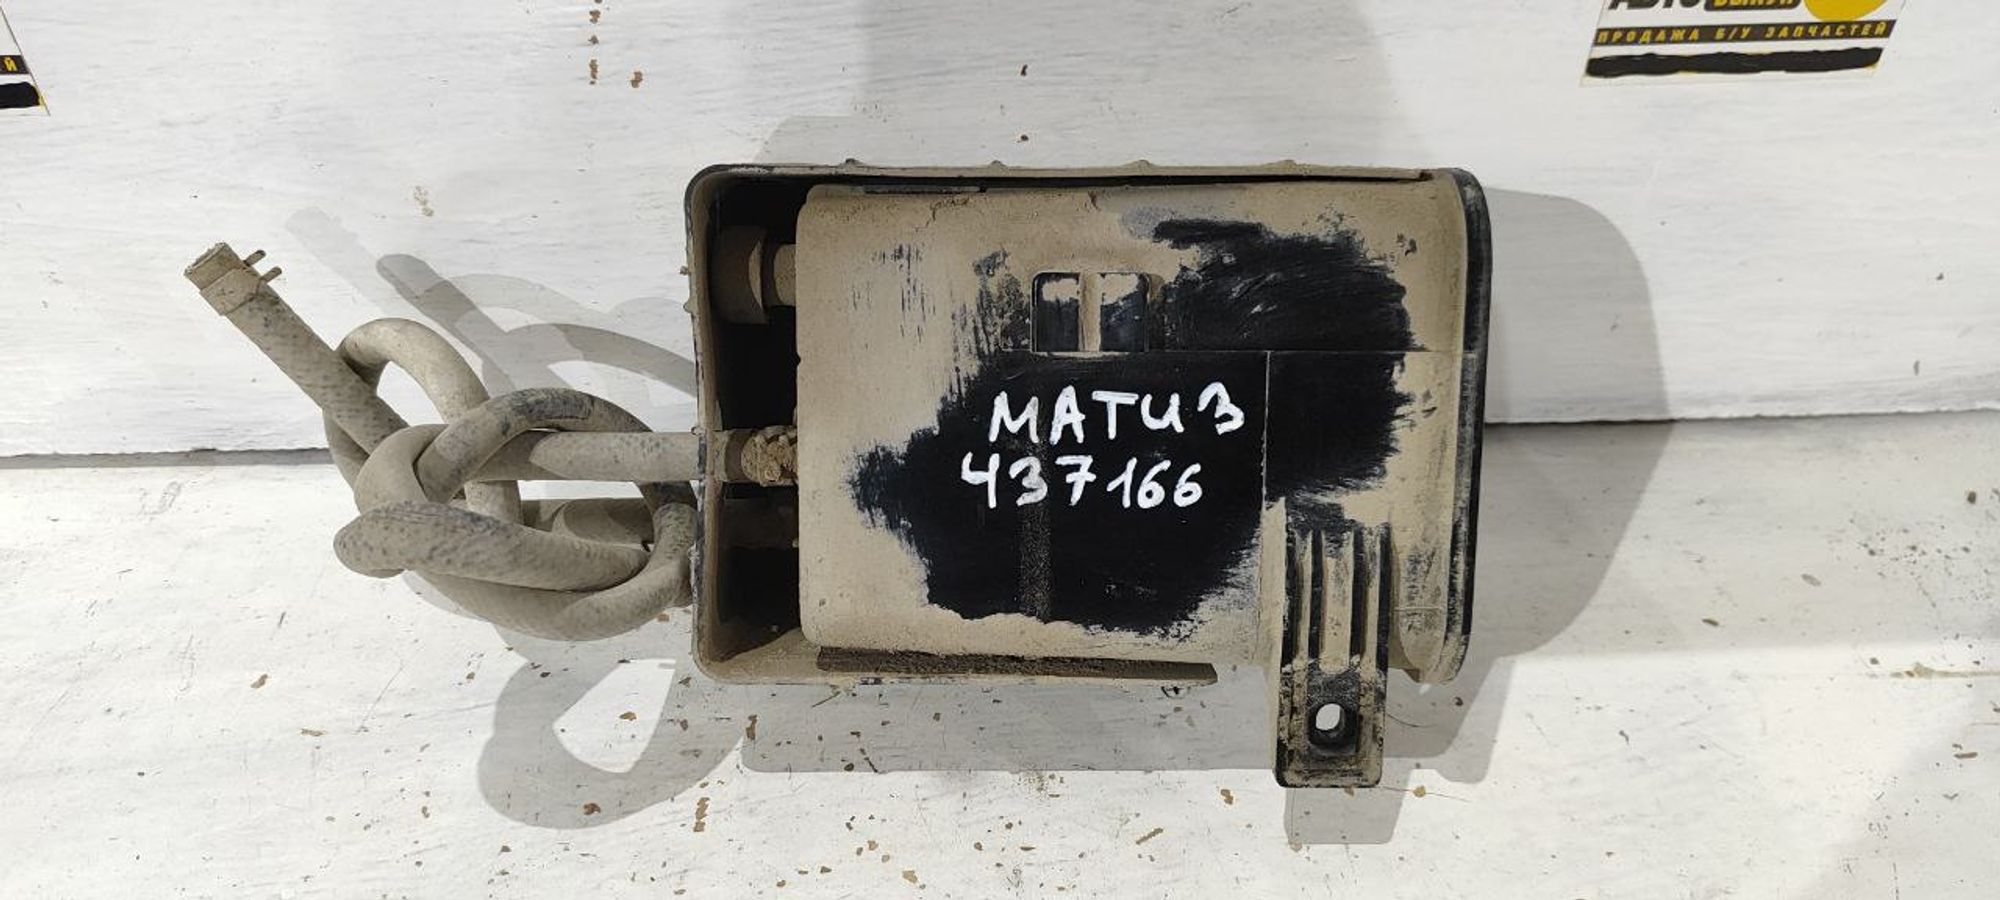 ПРОДАЖА Б/У ЗАПЧАСТЕЙ
МАТИЗ
437166